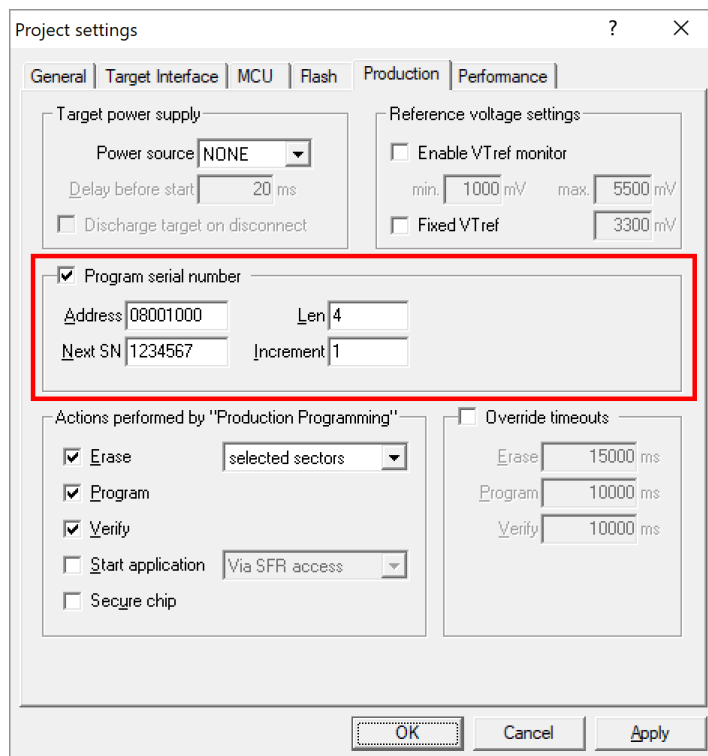 Project settings
General Target Interface MCU Flash Production Performance
Target power supply
Power source NONE
Delay before start 20 ms
Discharge target on disconnect
Reference voltage settings
Enable VTref monitor
min. 1000 mV max. 5500 mV
Fixed VTref 3300 mV
Program serial number
Address 08001000 Len 4
Next SN 1234567 Increment 1
Actions performed by "Production Programming"
Erase selected sectors
Program
Verify
Start application Via SFR access
Secure chip
Override timeouts
Erase 15000 ms
Program 10000 ms
Verify 10000 ms
OK Cancel Apply